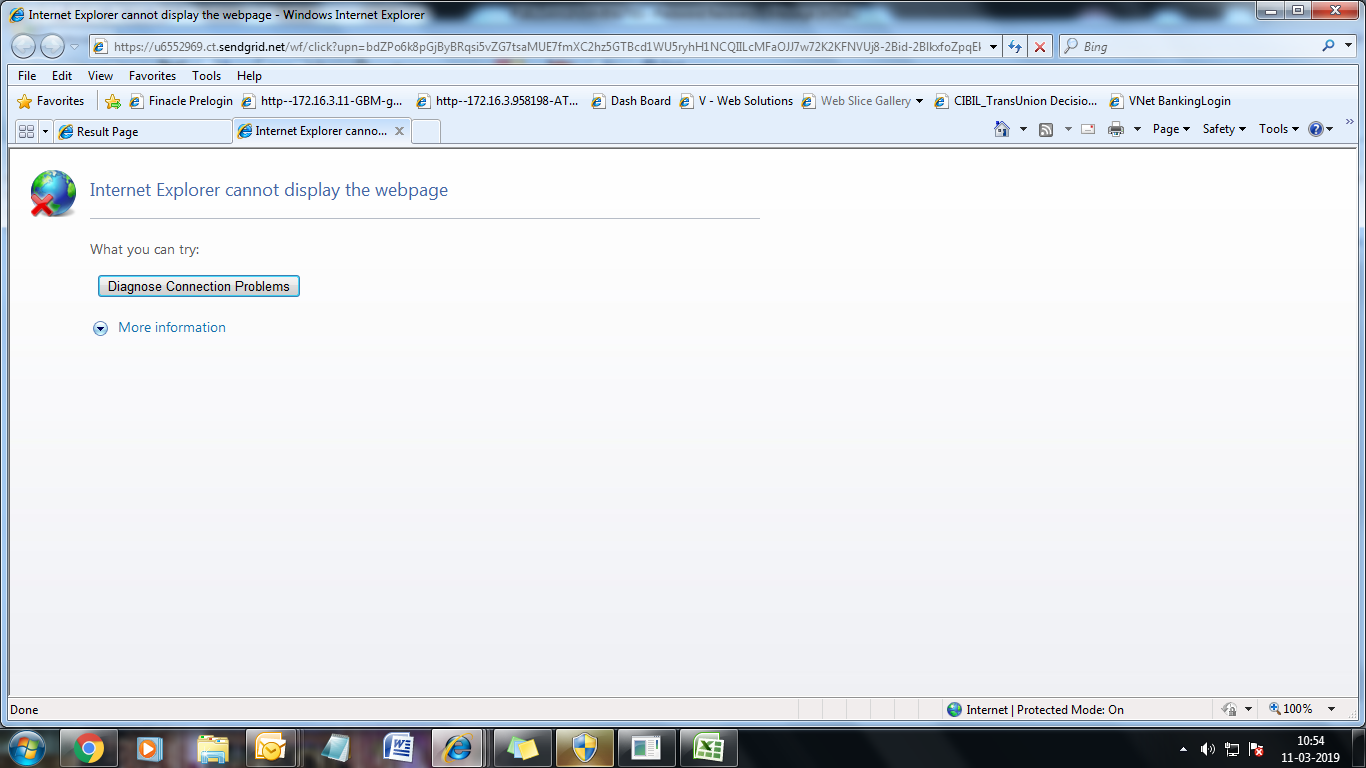 Internet Explorer cannot display the webpage - Windows Internet Explorer
https://u6552969.ct.sendgrid.net/wf/click?upn=bdZPo6k8pGjByBRqsi5vZG7tsaMUE7fmXC2hz5GTBcd1WU5ryhH1NCQIILcMFaOJJ7w72K2KFNVUj8-2Bid-2BlkxfoZpqEk Bing
File Edit View Favorites Tools Help
Favorites Finacle Prelogin http--172.16.3.11-GBM-g... http--172.16.3.958198-AT... Dash Board V - Web Solutions Web Slice Gallery CIBIL_TransUnion Decisio... VNet BankingLogin
Result Page Internet Explorer canno... Page Safety Tools
Internet Explorer cannot display the webpage
What you can try:
Diagnose Connection Problems
More information
Done Internet | Protected Mode: On 100%
10:54
11-03-2019